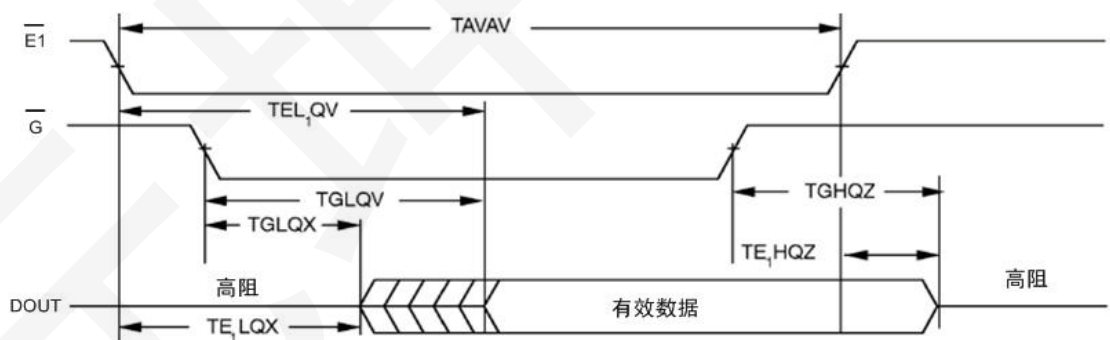 TAVAV
E1
TEL1QV
G
TGLQV
TGHQZ
TGLQX
TE1HQZ
高阻
高阻
DOUT
有效数据
TE1LQX